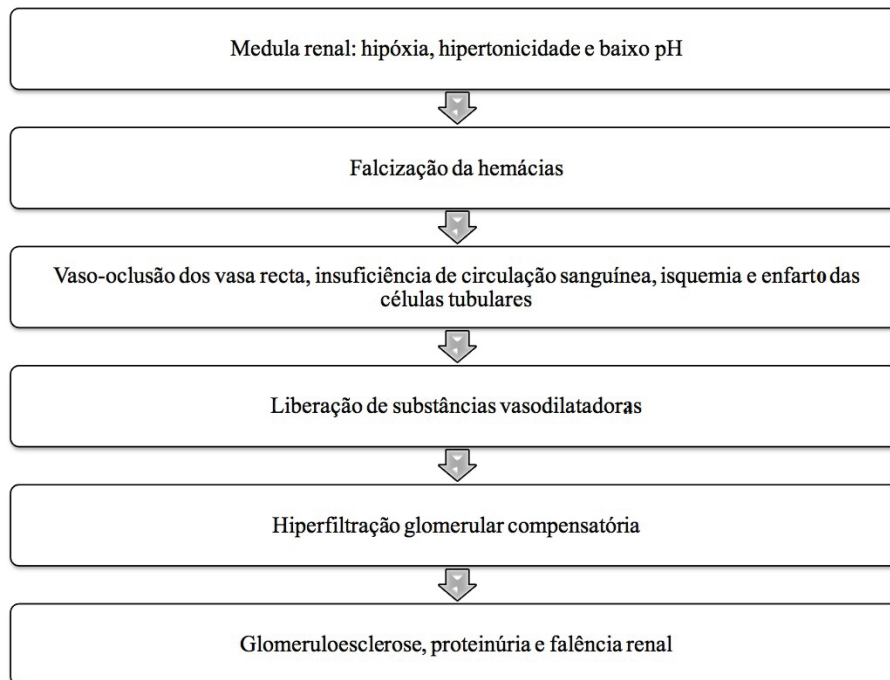 Medula renal: hipóxia, hipertonicidade e baixo pH
Falcização da hemácias
Vaso-oclusão dos vasa recta, insuficiência de circulação sanguínea, isquemia e enfarto das
células tubulares
Liberação de substâncias vasodilatadoras
Hiperfiltração glomerular compensatória
Glomeruloesclerose, proteinúria e falência renal